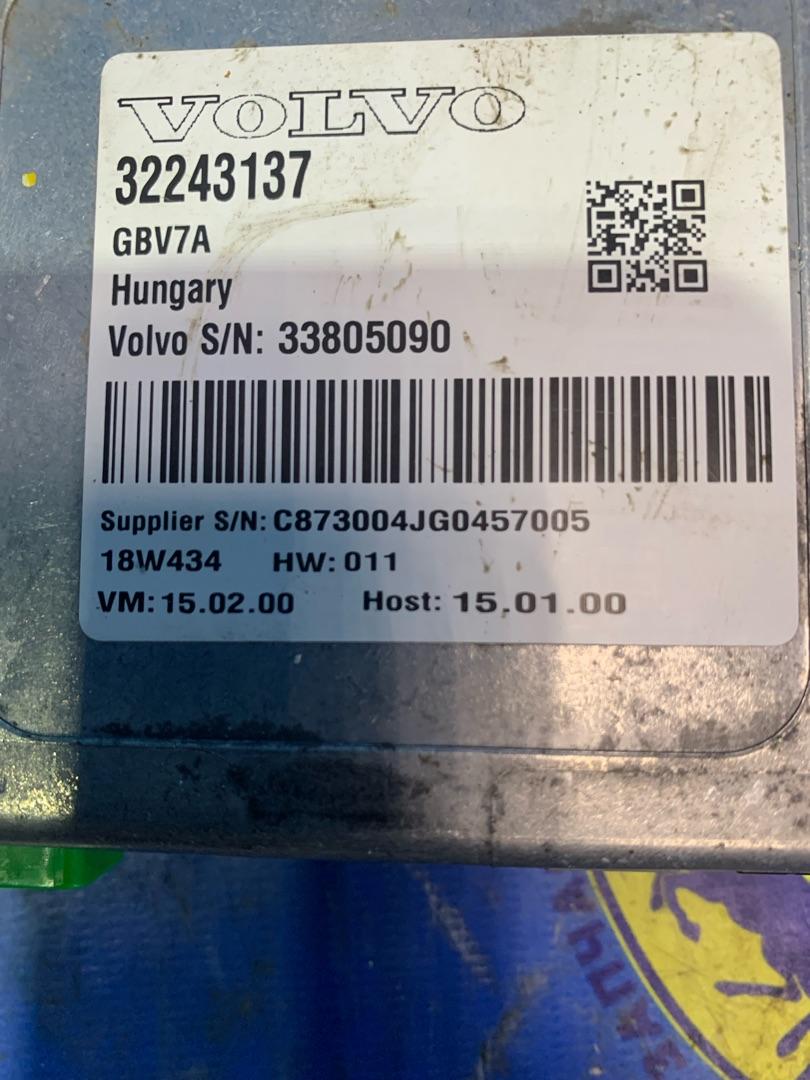 VOLVO
32243137
GBV7A
Hungary
Volvo S/N: 33805090
Supplier S/N: C873004JG0457005
18W434 HW: 011
VM: 15.02.00 Host: 15.01.00